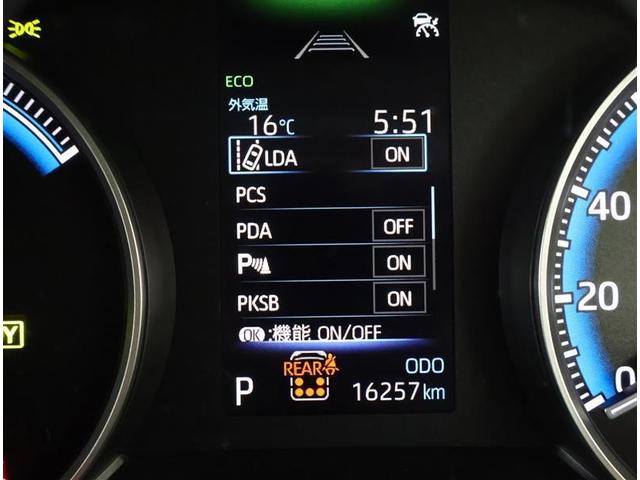 ECO
外気温
16℃ 5:51
LDA ON
PCS
PDA OFF
P ON
PKSB ON
OK:機能 ON/OFF
REAR
ODO
P 16257km
40
20
0
Y